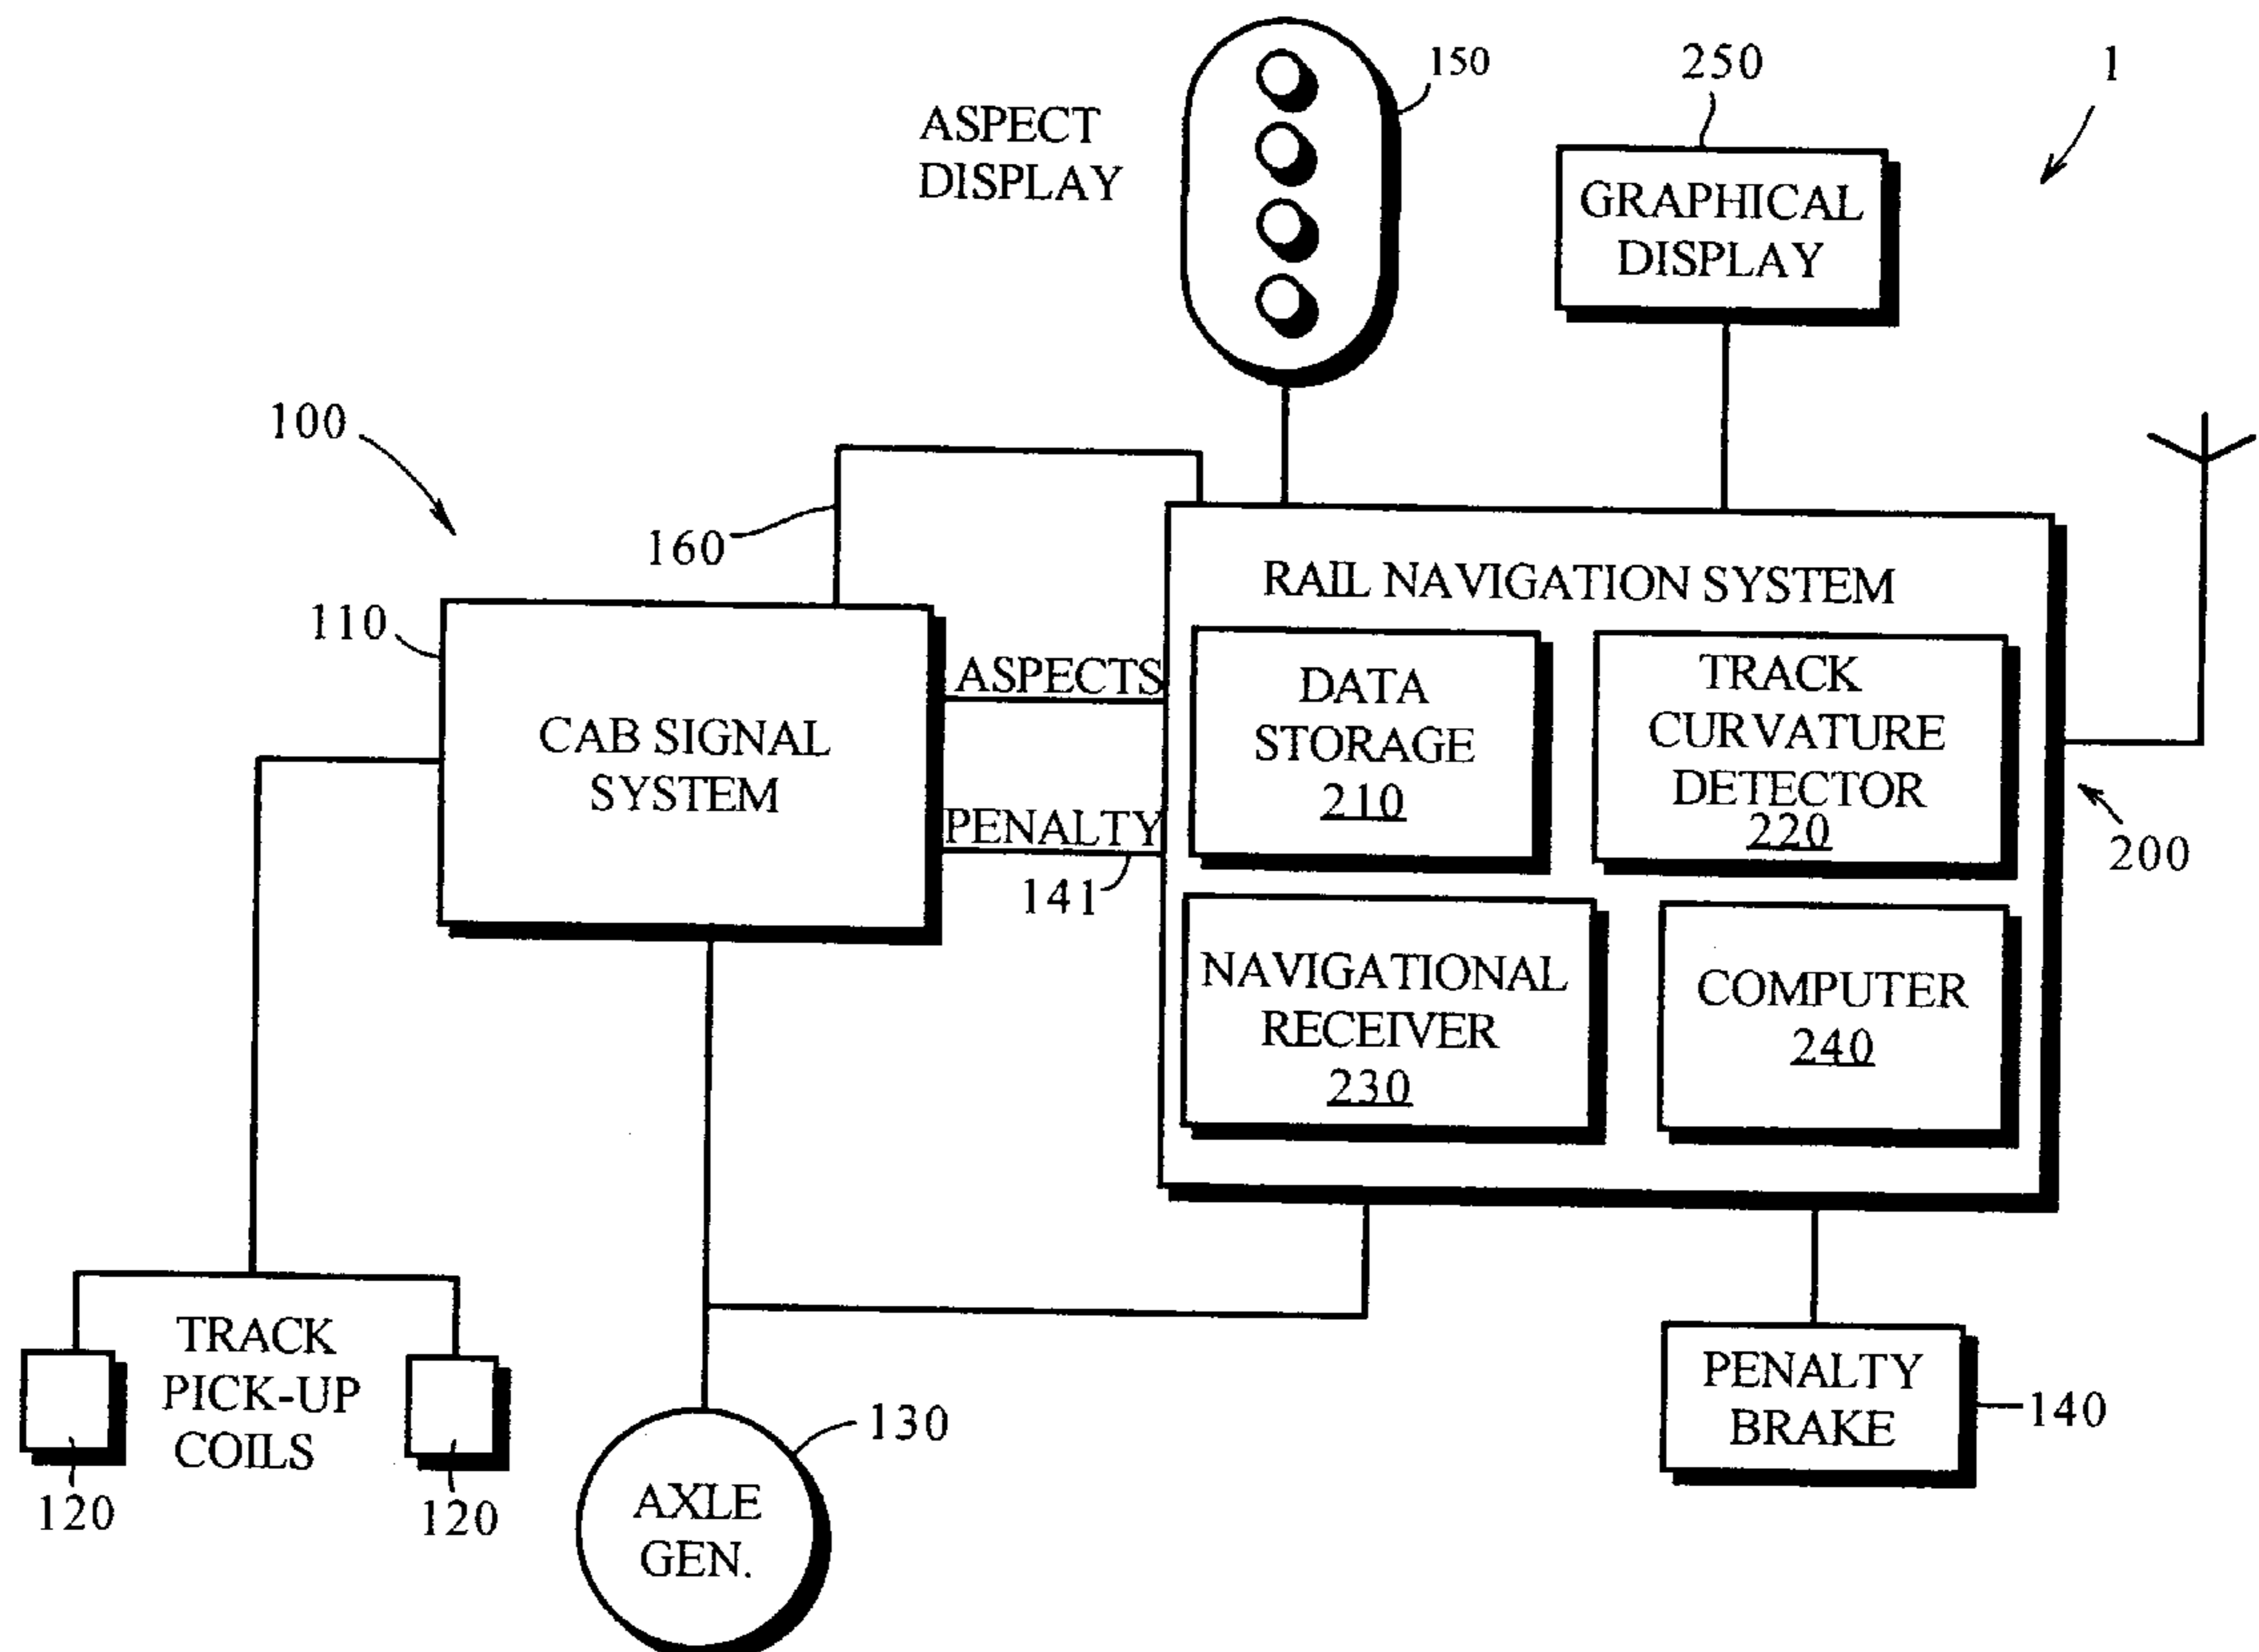 150
250
1
ASPECT
DISPLAY
GRAPHICAL
DISPLAY
100
160
RAIL NAVIGATION SYSTEM
110
ASPECTS
DATA
STORAGE
210
TRACK
CURVATURE
DETECTOR
220
CAB SIGNAL
SYSTEM
PENALTY
141
200
NAVIGATIONAL
RECEIVER
230
COMPUTER
240
TRACK
PICK-UP
COILS
120
120
130
AXLE
GEN.
PENALTY
BRAKE
140